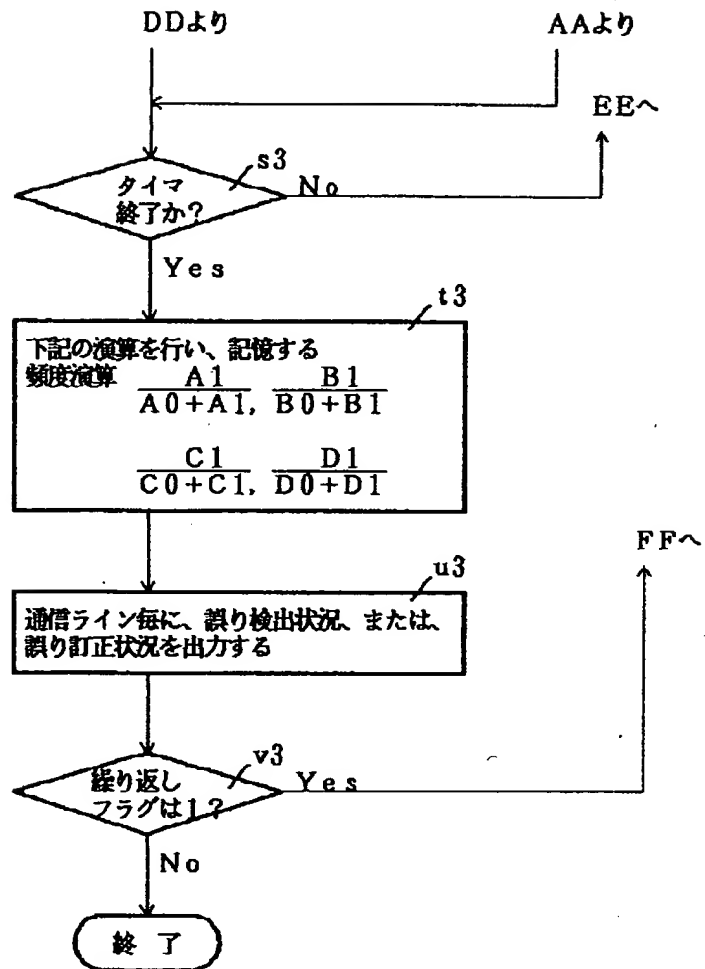 DDより
AAより
EEへ
s3
タイマ
終了か?
No
Yes
t3
下記の演算を行い、記憶する
頻度演算
A1 B1
A0+A1, B0+B1
C1 D1
C0+C1, D0+D1
FFへ
u3
通信ライン毎に、誤り検出状況、または、
誤り訂正状況を出力する
v3
繰り返し
フラグは1?
Yes
No
終了